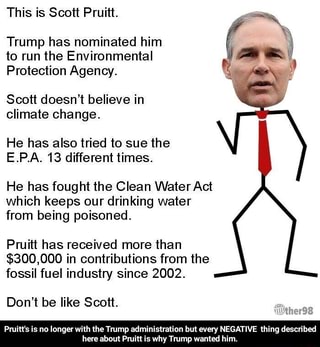 This is Scott Pruitt.
Trump has nominated him
to run the Environmental
Protection Agency.
Scott doesn't believe in
climate change.
He has also tried to sue the
E.P.A. 13 different times.
He has fought the Clean Water Act
which keeps our drinking water
from being poisoned.
Pruitt has received more than
$300,000 in contributions from the
fossil fuel industry since 2002.
Don't be like Scott.
Other98
Pruitt's is no longer with the Trump administration but every NEGATIVE thing described
here about Pruitt is why Trump wanted him.